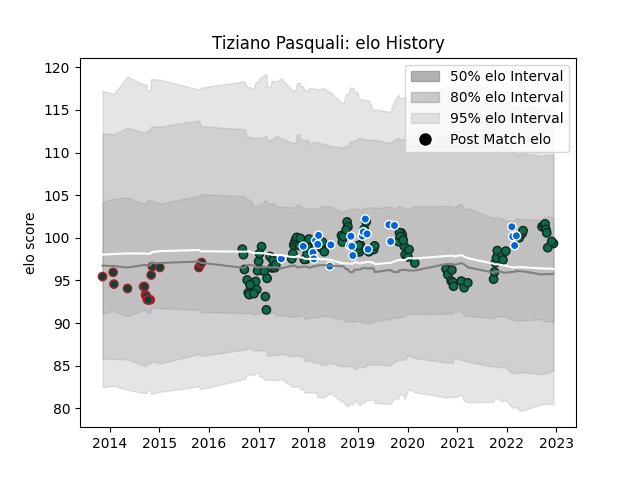 Tiziano Pasquali: elo History
50% elo Interval
80% elo Interval
95% elo Interval
Post Match elo
elo score
120
115
110
105
100
95
90
85
80
2014 2015 2016 2017 2018 2019 2020 2021 2022 2023